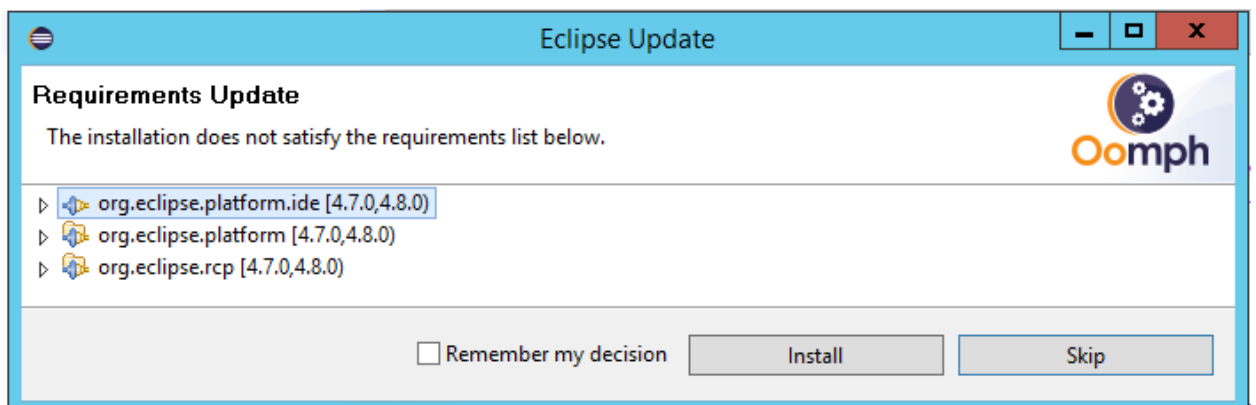 Eclipse Update
Requirements Update
The installation does not satisfy the requirements list below.
Oomph
org.eclipse.platform.ide [4.7.0,4.8.0)
org.eclipse.platform [4.7.0,4.8.0)
org.eclipse.rcp [4.7.0,4.8.0)
Remember my decision Install Skip